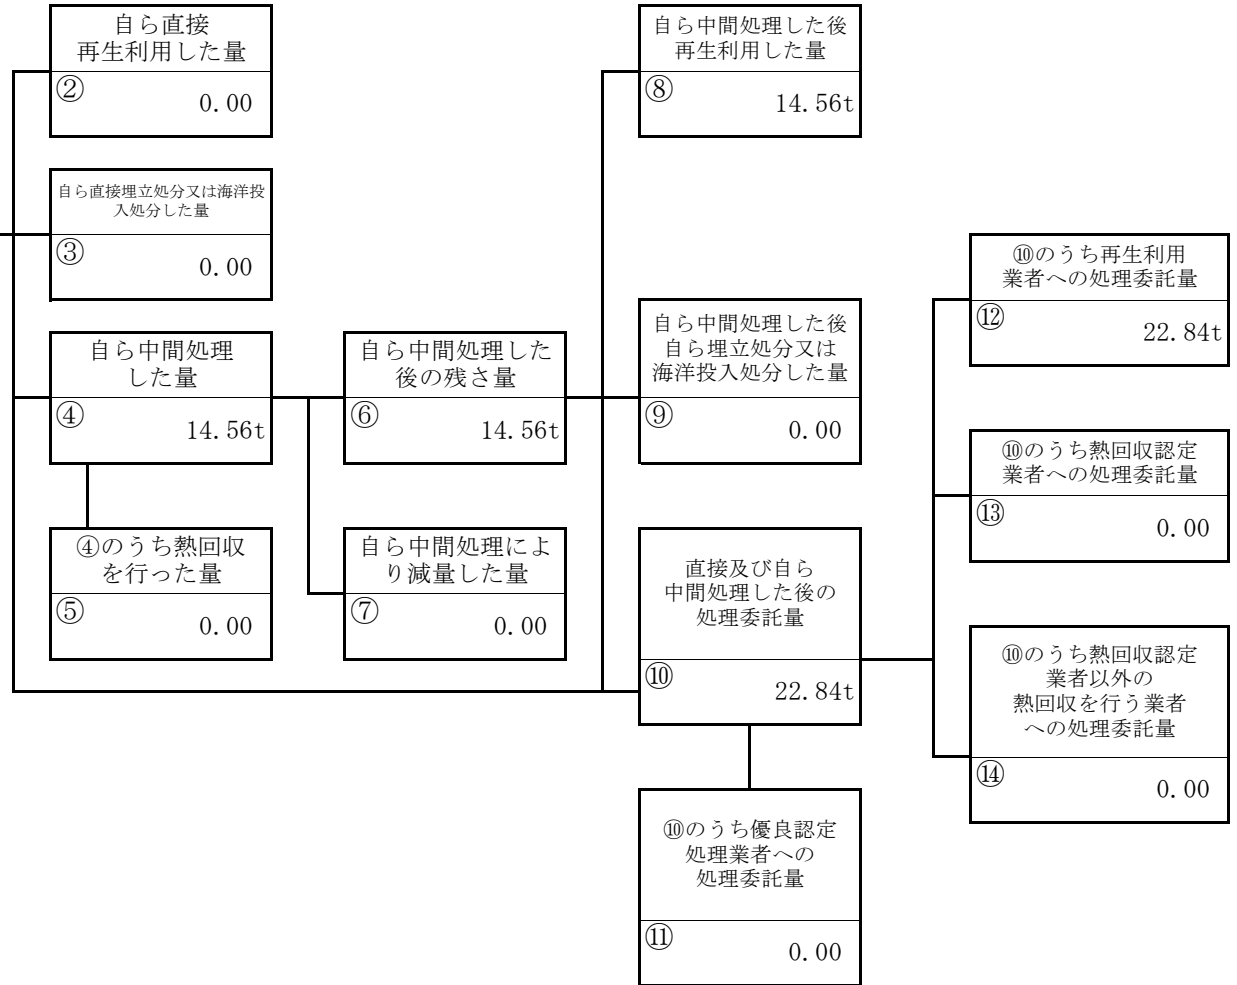 自ら直接
再生利用した量
②
0.00
自ら直接埋立処分又は海洋投
入処分した量
③
0.00
自ら中間処理
した量
④
14.56t
④のうち熱回収
を行った量
⑤
0.00
自ら中間処理した
後の残さ量
⑥
14.56t
自ら中間処理によ
り減量した量
⑦
0.00
自ら中間処理した後
再生利用した量
⑧
14.56t
自ら中間処理した後
自ら埋立処分又は
海洋投入処分した量
⑨
0.00
直接及び自ら
中間処理した後の
処理委託量
⑩
22.84t
⑩のうち優良認定
処理業者への
処理委託量
⑪
0.00
⑩のうち再生利用
業者への処理委託量
⑫
22.84t
⑩のうち熱回収認定
業者への処理委託量
⑬
0.00
⑩のうち熱回収認定
業者以外の
熱回収を行う業者
への処理委託量
⑭
0.00